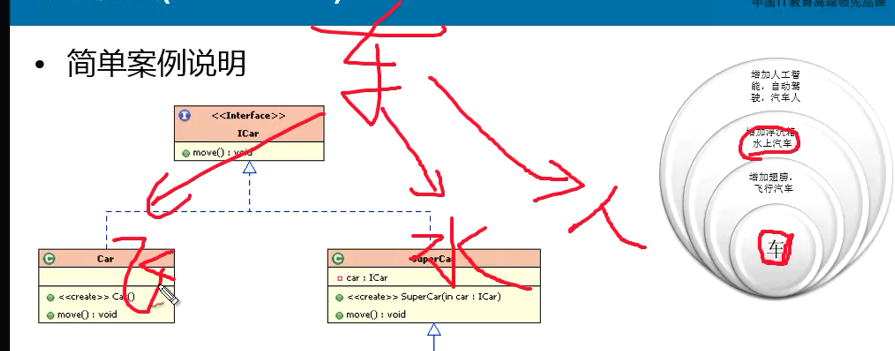 中国IT教育高端领先品牌
• 简单案例说明
车
<<Interface>>
ICar
move() : void
增加人工智
能，自动驾
驶，汽车人
增加浮沉箱，
水上汽车
增加翅膀，
飞行汽车
车
人
飞
水
Car
<<create>> Car()
move() : void
SuperCar
car : ICar
<<create>> SuperCar(in car : ICar)
move() : void